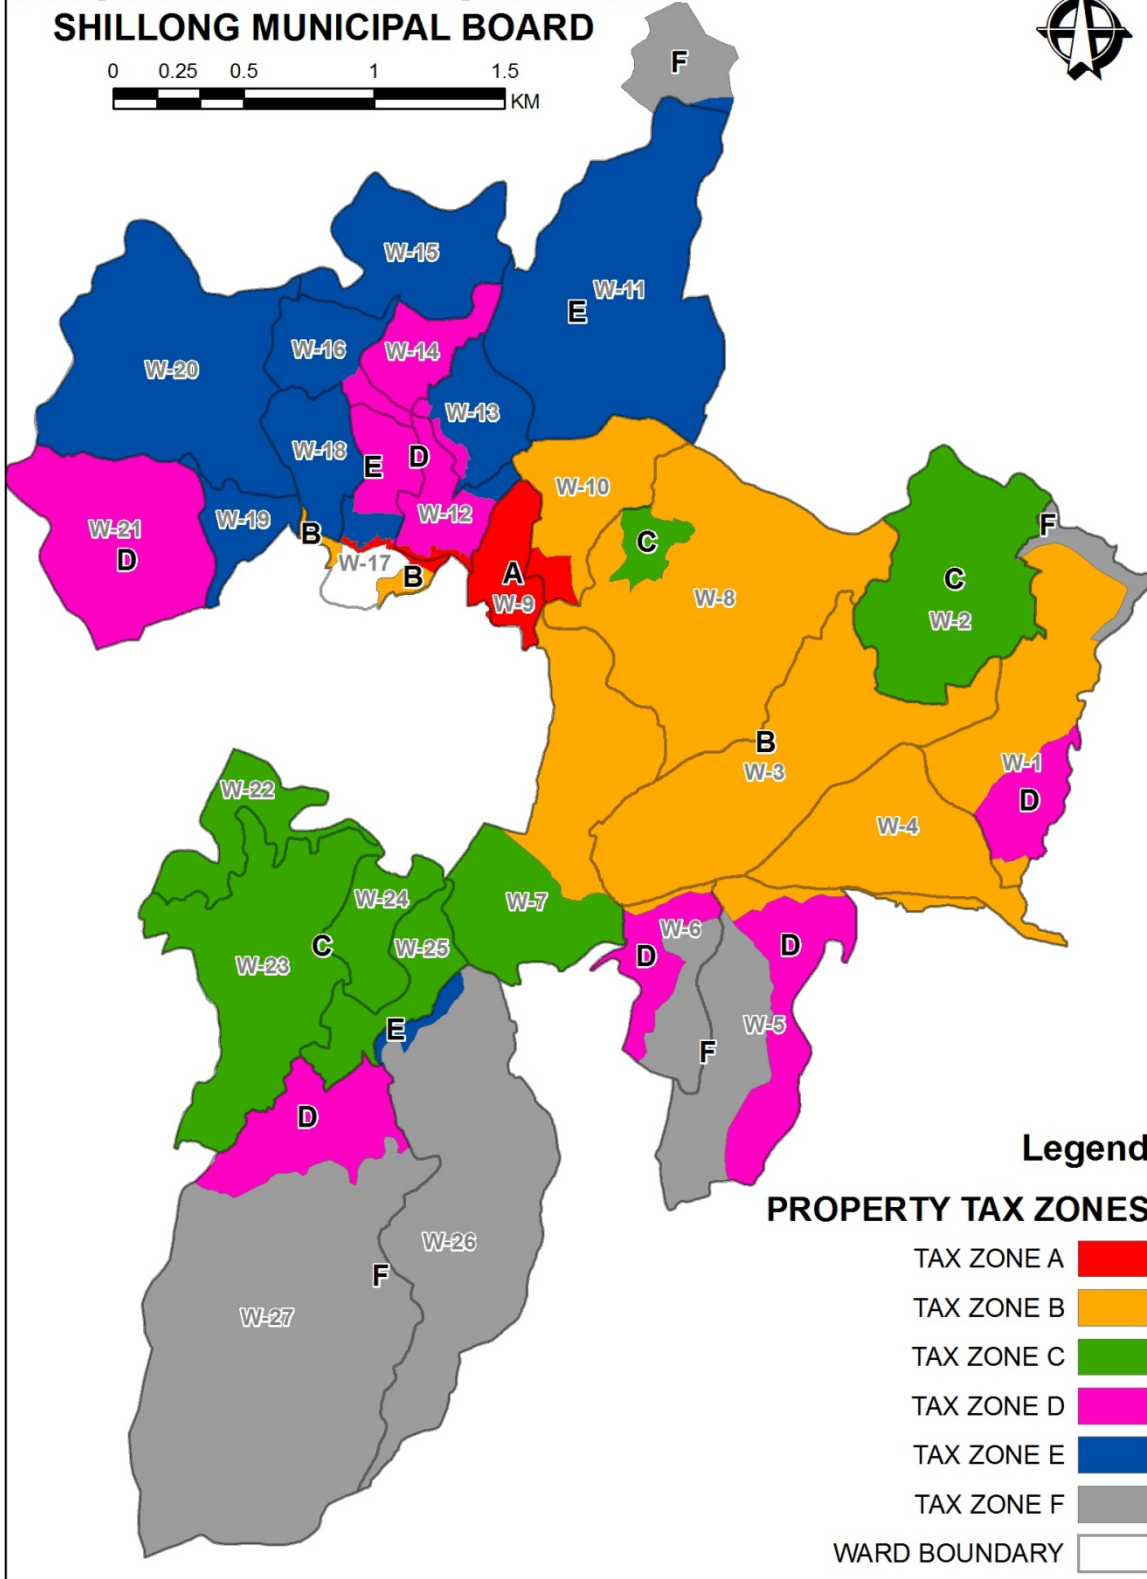 SHILLONG MUNICIPAL BOARD
0 0.25 0.5 1 1.5
KM
F
W-15
W-11
E
W-16
W-14
W-20
W-13
W-18
E D
W-10
W-21
W-19
W-12
D
B
W-17
B
A
W-9
C
W-8
F
C
W-2
B
W-3
W-1
D
W-4
W-22
W-24
W-7
W-25
C
W-23
W-6
D
D
E
W-5
F
D
W-26
F
W-27
Legend
PROPERTY TAX ZONES
TAX ZONE A
TAX ZONE B
TAX ZONE C
TAX ZONE D
TAX ZONE E
TAX ZONE F
WARD BOUNDARY